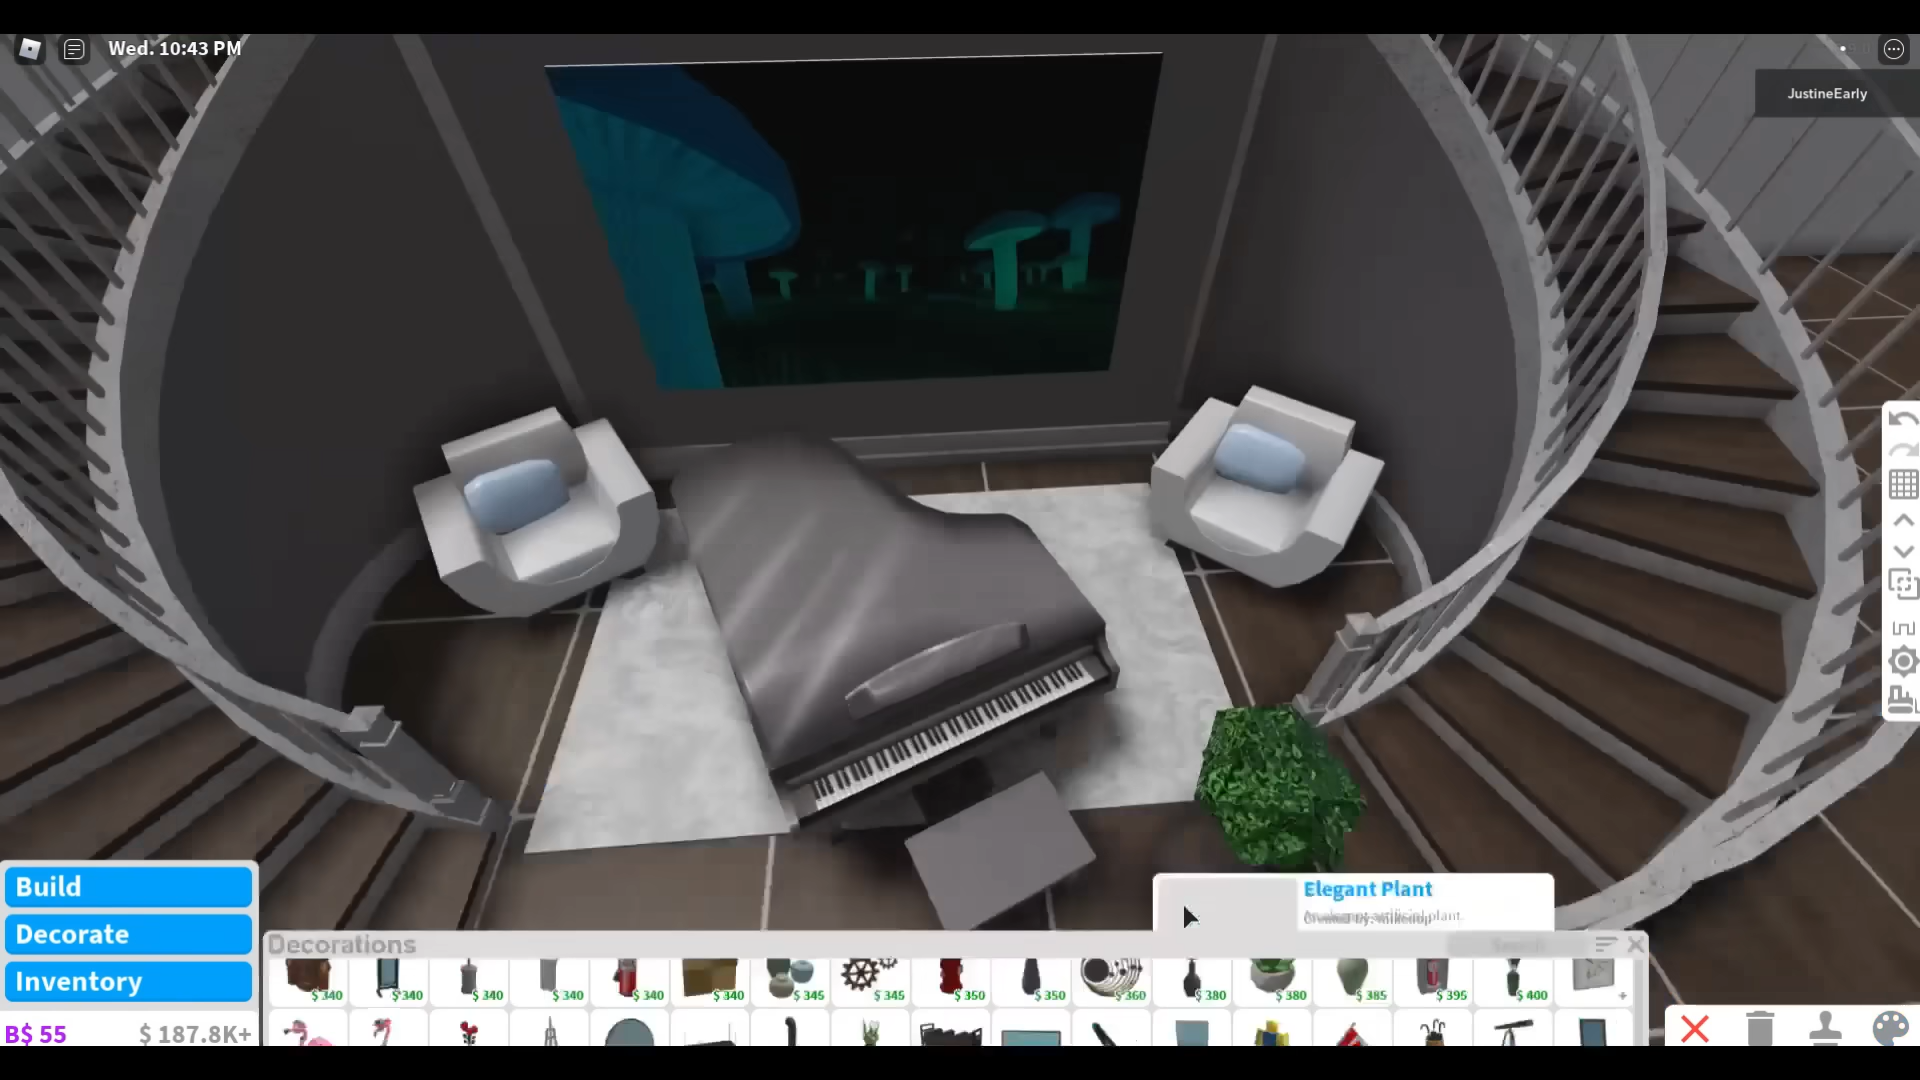 Wed. 10:43 PM
JustineEarly
Build
Decorate
Inventory
B$ 55
$ 187.8K+
Elegant Plant
Decorations
Search
$ 340
$ 340
$ 340
$ 340
$ 340
$ 340
$ 345
$ 345
$ 350
$ 350
$ 360
$ 380
$ 380
$ 385
$ 395
$ 400
+